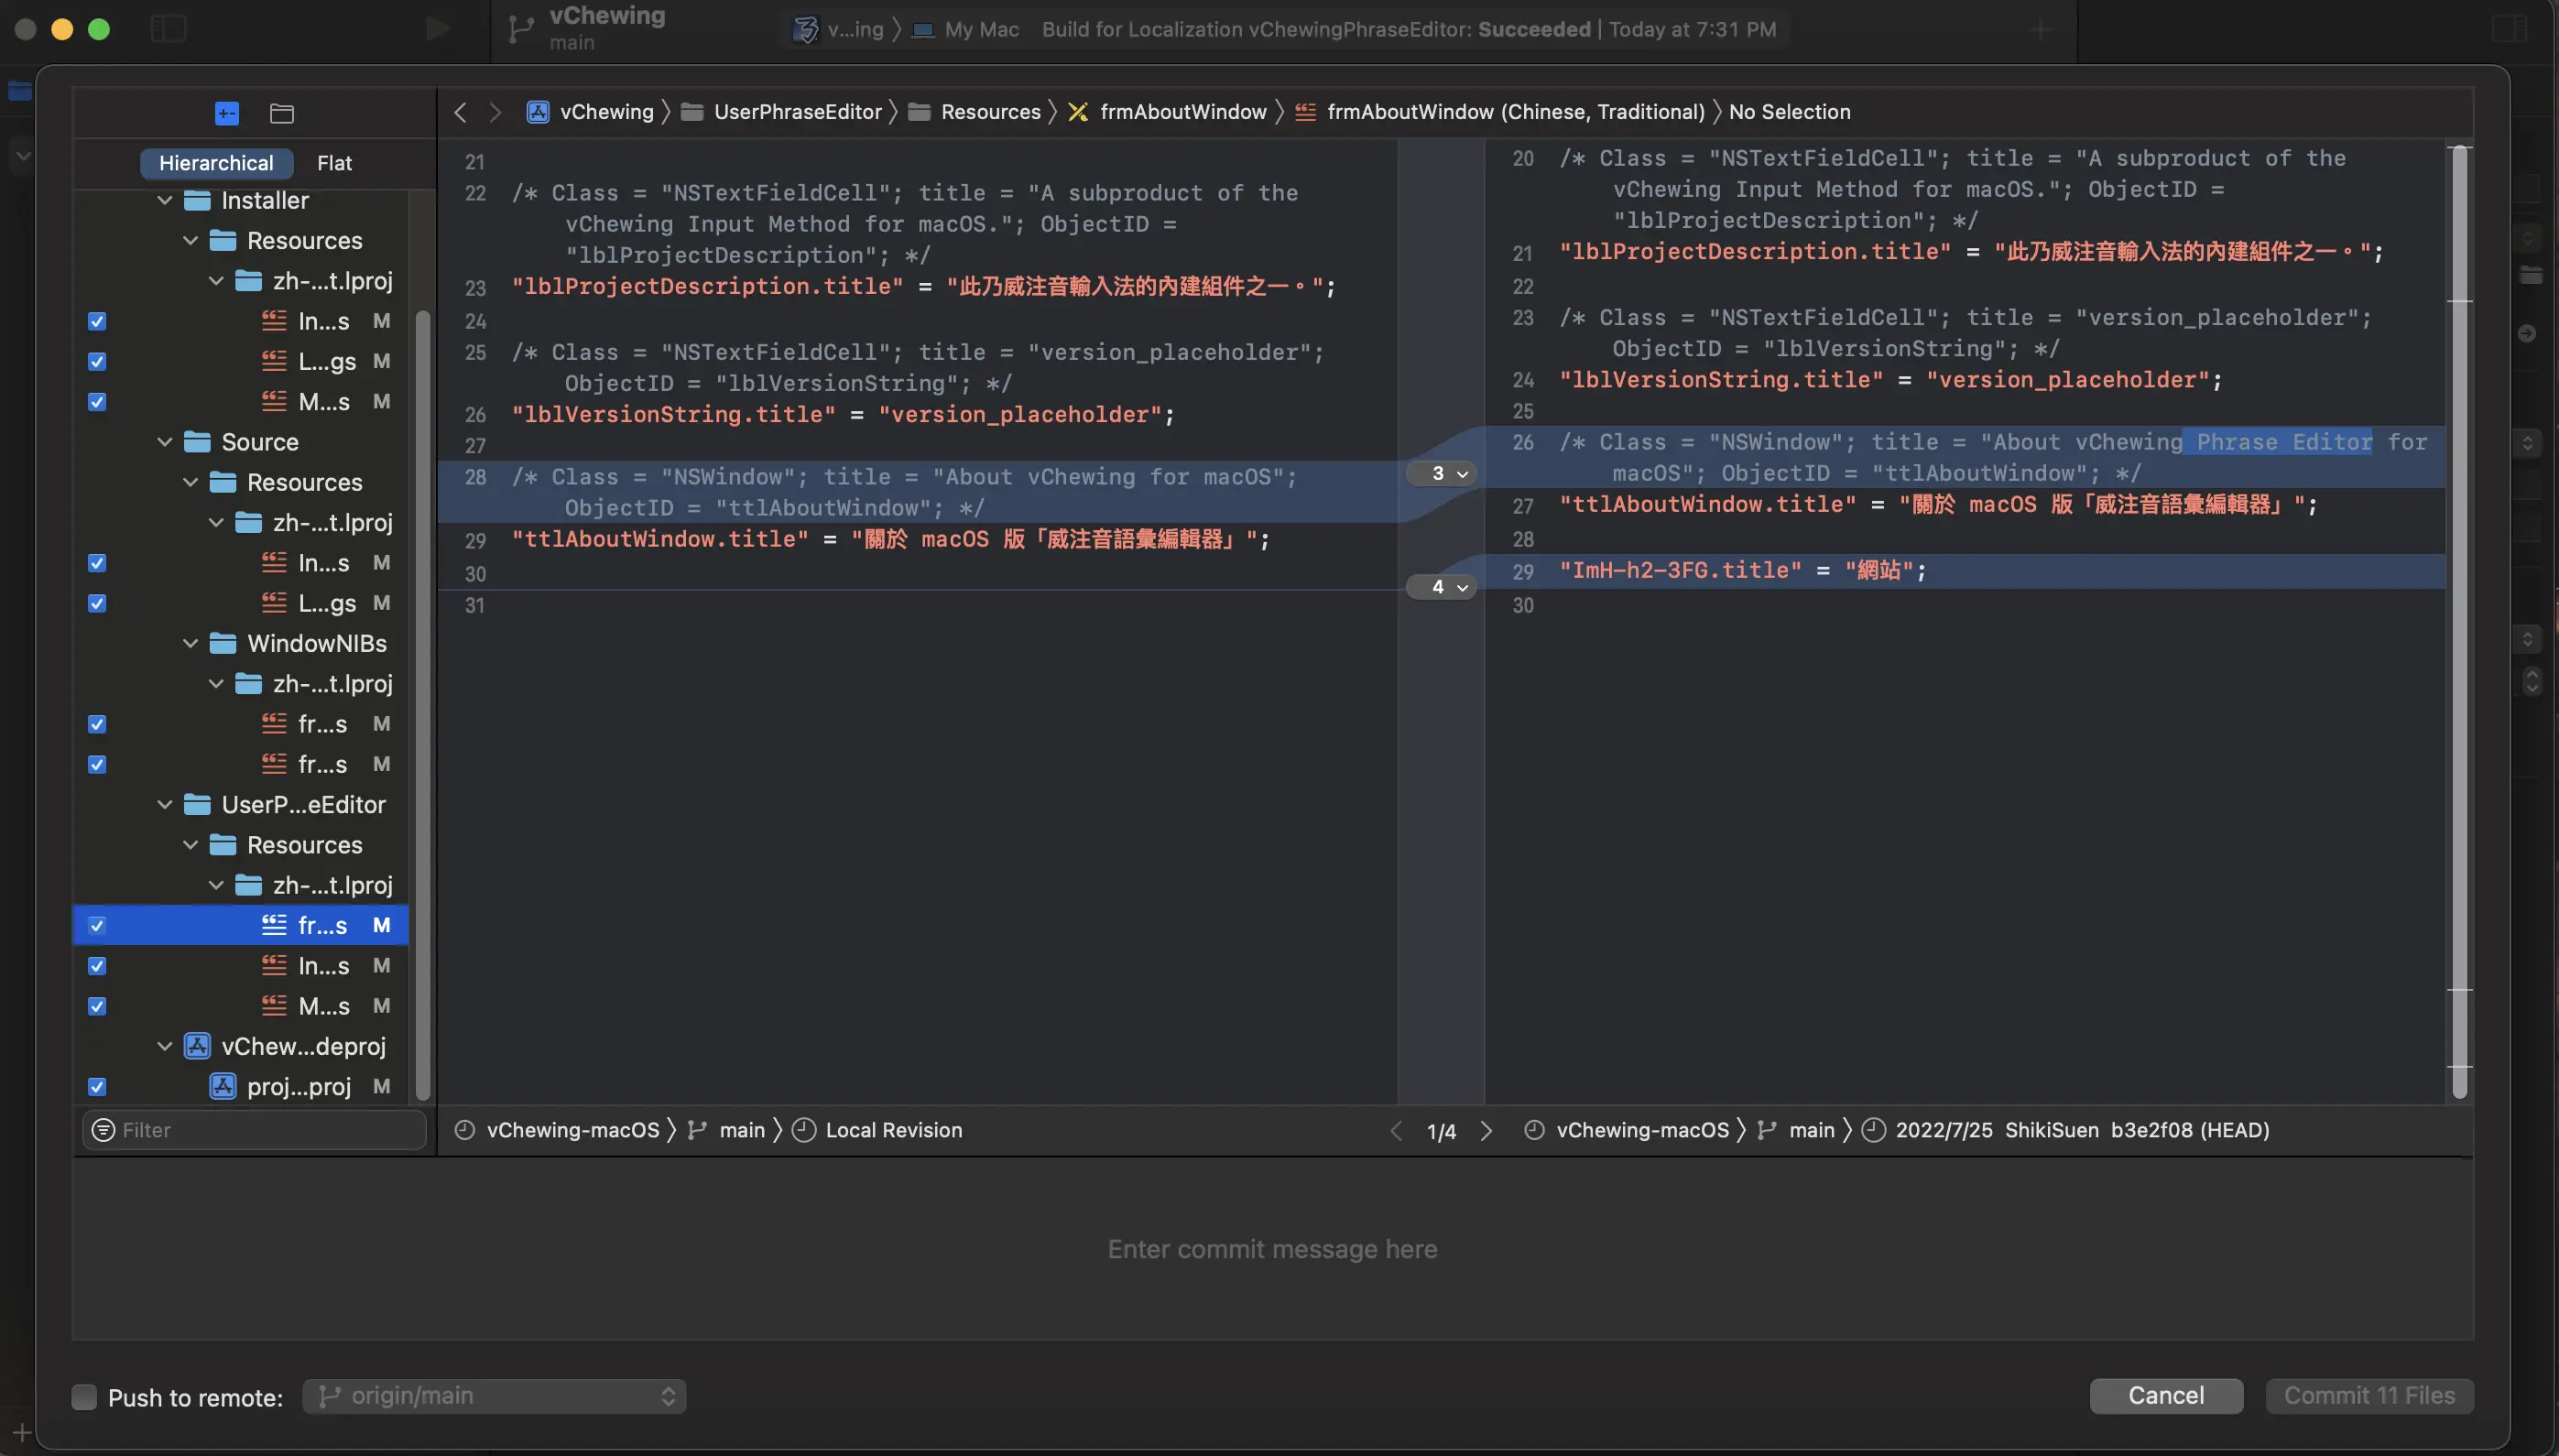 vChewing
main
v...ing 〉 My Mac Build for Localization vChewingPhraseEditor: Succeeded | Today at 7:31 PM
vChewing 〉 UserPhraseEditor 〉 Resources 〉 frmAboutWindow 〉 frmAboutWindow (Chinese, Traditional) 〉 No Selection
Hierarchical Flat
Installer
Resources
zh-...t.lproj
In...s M
L...gs M
M...s M
Source
Resources
zh-...t.lproj
In...s M
L...gs M
WindowNIBs
zh-...t.lproj
fr...s M
fr...s M
UserP...eEditor
Resources
zh-...t.lproj
fr...s M
In...s M
M...s M
vChew...deproj
proj...proj M
Filter
21
22 /* Class = "NSTextFieldCell"; title = "A subproduct of the
vChewing Input Method for macOS."; ObjectID =
"lblProjectDescription"; */
23 "lblProjectDescription.title" = "此乃威注音輸入法的內建組件之一。";
24
25 /* Class = "NSTextFieldCell"; title = "version_placeholder";
ObjectID = "lblVersionString"; */
26 "lblVersionString.title" = "version_placeholder";
27
28 /* Class = "NSWindow"; title = "About vChewing for macOS";
ObjectID = "ttlAboutWindow"; */
29 "ttlAboutWindow.title" = "關於 macOS 版「威注音語彙編輯器」";
30
31
3
4
20 /* Class = "NSTextFieldCell"; title = "A subproduct of the
vChewing Input Method for macOS."; ObjectID =
"lblProjectDescription"; */
21 "lblProjectDescription.title" = "此乃威注音輸入法的內建組件之一。";
22
23 /* Class = "NSTextFieldCell"; title = "version_placeholder";
ObjectID = "lblVersionString"; */
24 "lblVersionString.title" = "version_placeholder";
25
26 /* Class = "NSWindow"; title = "About vChewing Phrase Editor for
macOS"; ObjectID = "ttlAboutWindow"; */
27 "ttlAboutWindow.title" = "關於 macOS 版「威注音語彙編輯器」";
28
29 "ImH-h2-3FG.title" = "網站";
30
vChewing-macOS 〉 main 〉 Local Revision
1/4
vChewing-macOS 〉 main 〉 2022/7/25 ShikiSuen b3e2f08 (HEAD)
Enter commit message here
Push to remote: origin/main
Cancel Commit 11 Files